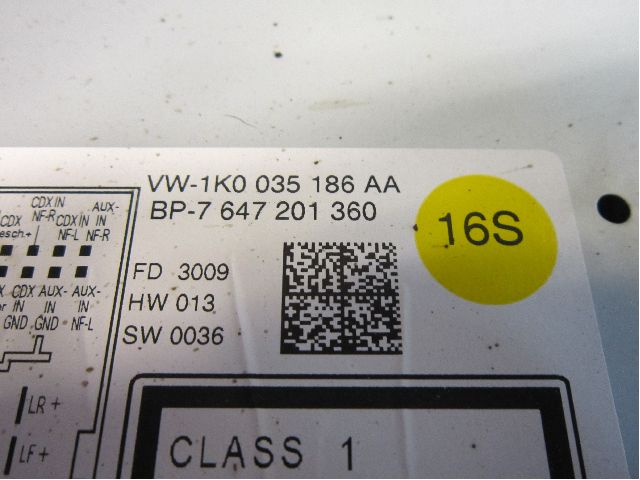 VW-1K0 035 186 AA
BP-7 647 201 360
16S
FD 3009
HW 013
SW 0036
CLASS 1
CDX IN AUX-
CDX NF-R CDX IN IN
esch.+ NF-L NF-R
CDX AUX- AUX-
er IN IN IN
GND GND NF-L
LR +
LF +